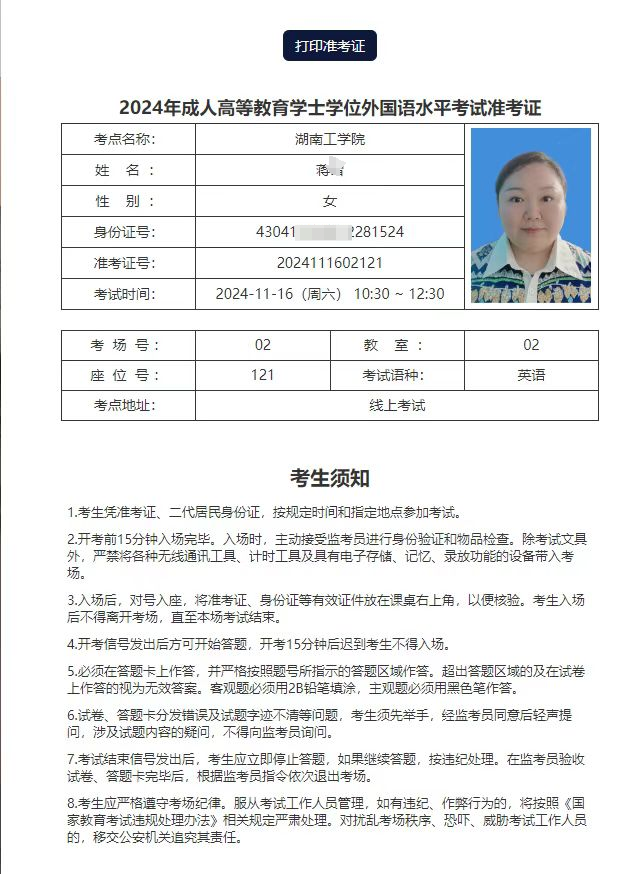 打印准考证
2024年成人高等教育学士学位外国语水平考试准考证
考点名称: 湖南工学院
姓 名 : 蒋
性 别 : 女
身份证号: 43041 2281524
准考证号: 2024111602121
考试时间: 2024-11-16（周六） 10:30 ~ 12:30
考 场 号 : 02 教 室 : 02
座 位 号 : 121 考试语种: 英语
考点地址: 线上考试
考生须知
1.考生凭准考证、二代居民身份证，按规定时间和指定地点参加考试。
2.开考前15分钟入场完毕。入场时，主动接受监考员进行身份验证和物品检查。除考试文具
外，严禁将各种无线通讯工具、计时工具及具有电子存储、记忆、录放功能的设备带入考
场。
3.入场后，对号入座，将准考证、身份证等有效证件放在课桌右上角，以便核验。考生入场
后不得离开考场，直至本场考试结束。
4.开考信号发出后方可开始答题，开考15分钟后迟到考生不得入场。
5.必须在答题卡上作答，并严格按照题号所指示的答题区域作答。超出答题区域的及在试卷
上作答的视为无效答案。客观题必须用2B铅笔填涂，主观题必须用黑色笔作答。
6.试卷、答题卡分发错误及试题字迹不清等问题，考生须先举手，经监考员同意后轻声提
问，涉及试题内容的疑问，不得向监考员询问。
7.考试结束信号发出后，考生应立即停止答题，如果继续答题，按违纪处理。在监考员验收
试卷、答题卡完毕后，根据监考员指令依次退出考场。
8.考生应严格遵守考场纪律。服从考试工作人员管理，如有违纪、作弊行为的，将按照《国
家教育考试违规处理办法》相关规定严肃处理。对扰乱考场秩序、恐吓、威胁考试工作人员
的，移交公安机关追究其责任。